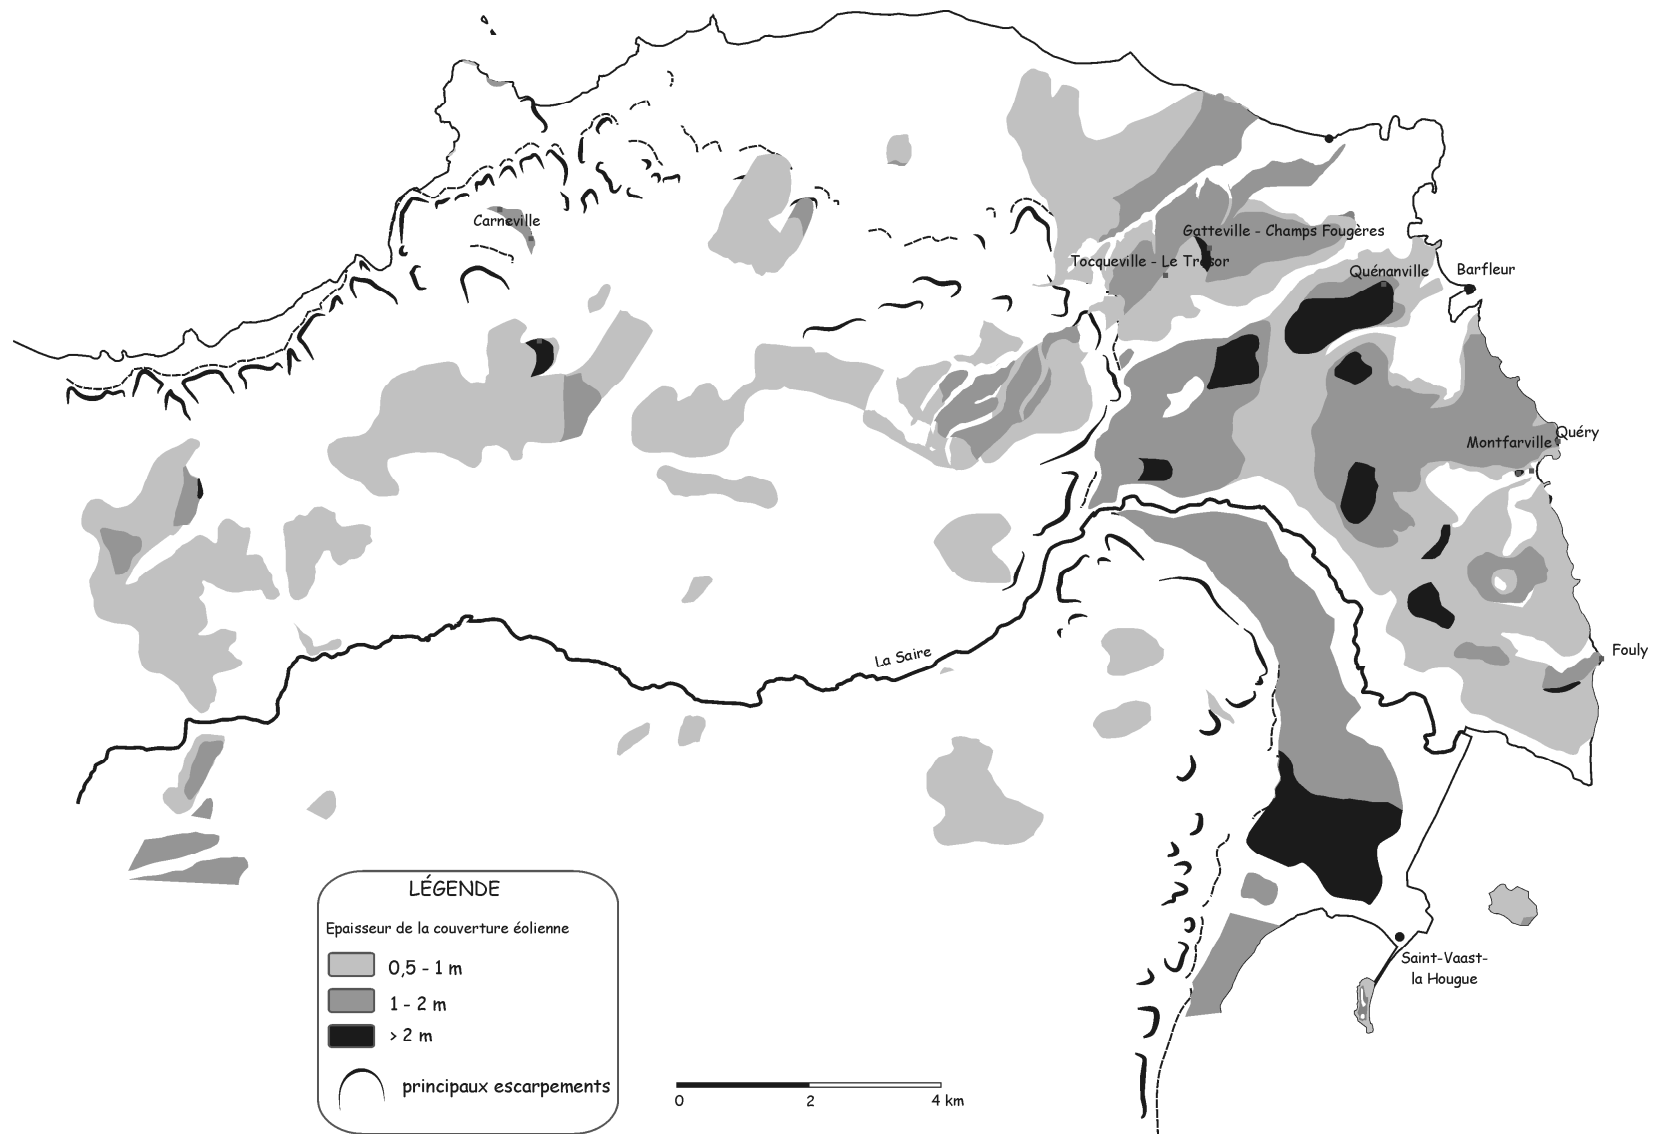 Carneville
Gatteville - Champs Fougères
Tocqueville - Le Trésor
Quénanville
Barfleur
Quéry
Montfarville
La Saire
Fouly
LÉGENDE
Epaisseur de la couverture éolienne
0,5 - 1 m
1 - 2 m
> 2 m
principaux escarpements
0
2
4 km
Saint-Vaast-
la Hougue